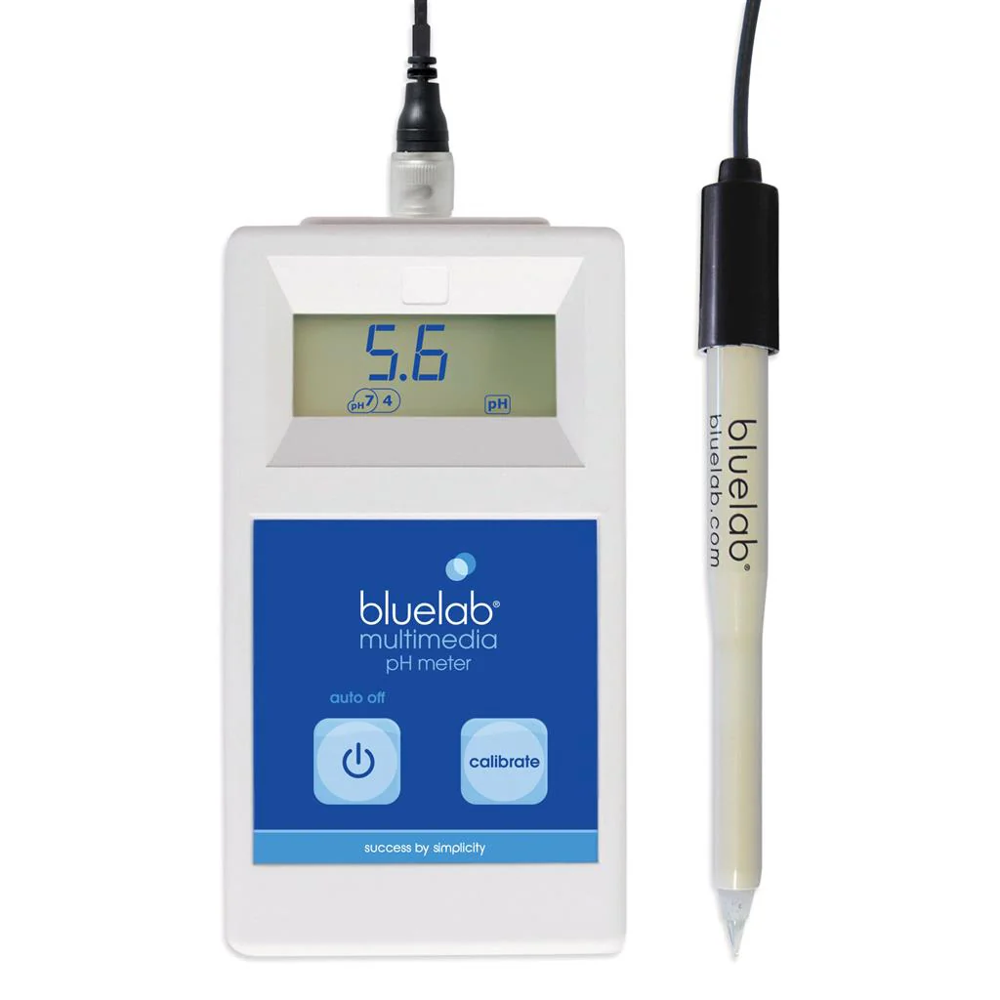 5.6
pH 7 4
pH
bluelab®
multimedia
pH meter
auto off
calibrate
success by simplicity
bluelab®
bluelab.com